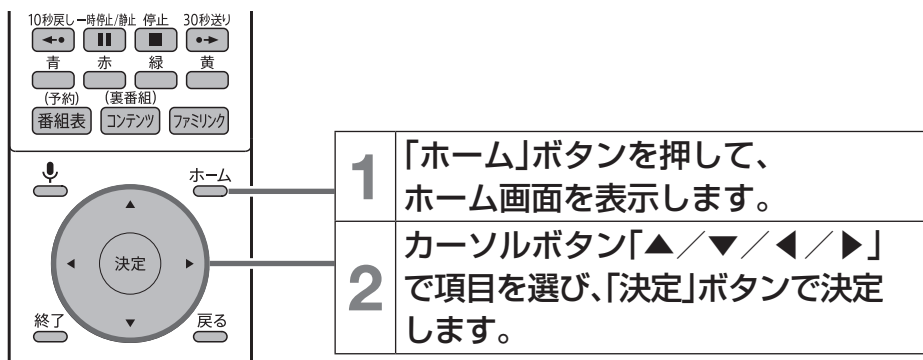 10秒戻し 一時停止/静止 停止 30秒送り
青 赤 緑 黄
(予約) (裏番組)
番組表 コンテンツ ファミリンク
ホーム
決定
終了 戻る
1 「ホーム」ボタンを押して、
ホーム画面を表示します。
2 カーソルボタン「▲/▼/◀/▶」
で項目を選び、「決定」ボタンで決定
します。